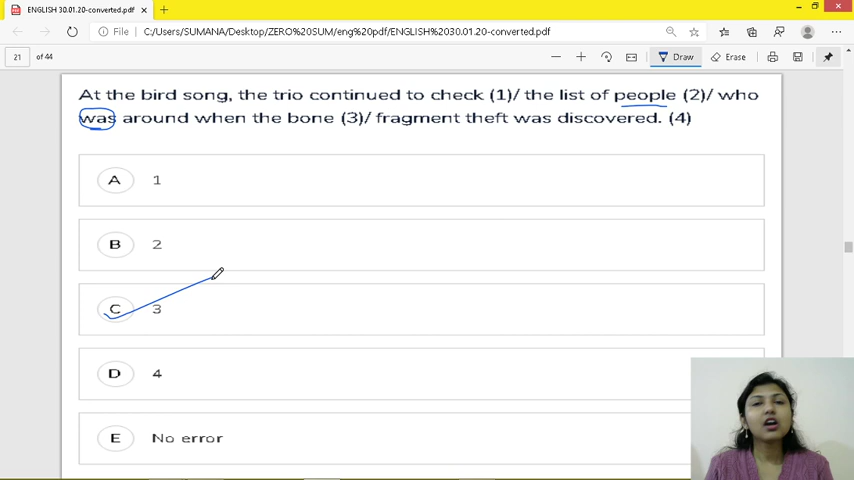 ENGLISH 30.01.20-converted.pdf
File
C:/Users/SUMANA/Desktop/ZERO%20SUM/eng%20pdf/ENGLISH%2030.01.20-converted.pdf
21 of 44
Draw
Erase
At the bird song, the trio continued to check (1)/ the list of people (2)/ who
was around when the bone (3)/ fragment theft was discovered. (4)
A 1
B 2
C 3
D 4
E No error